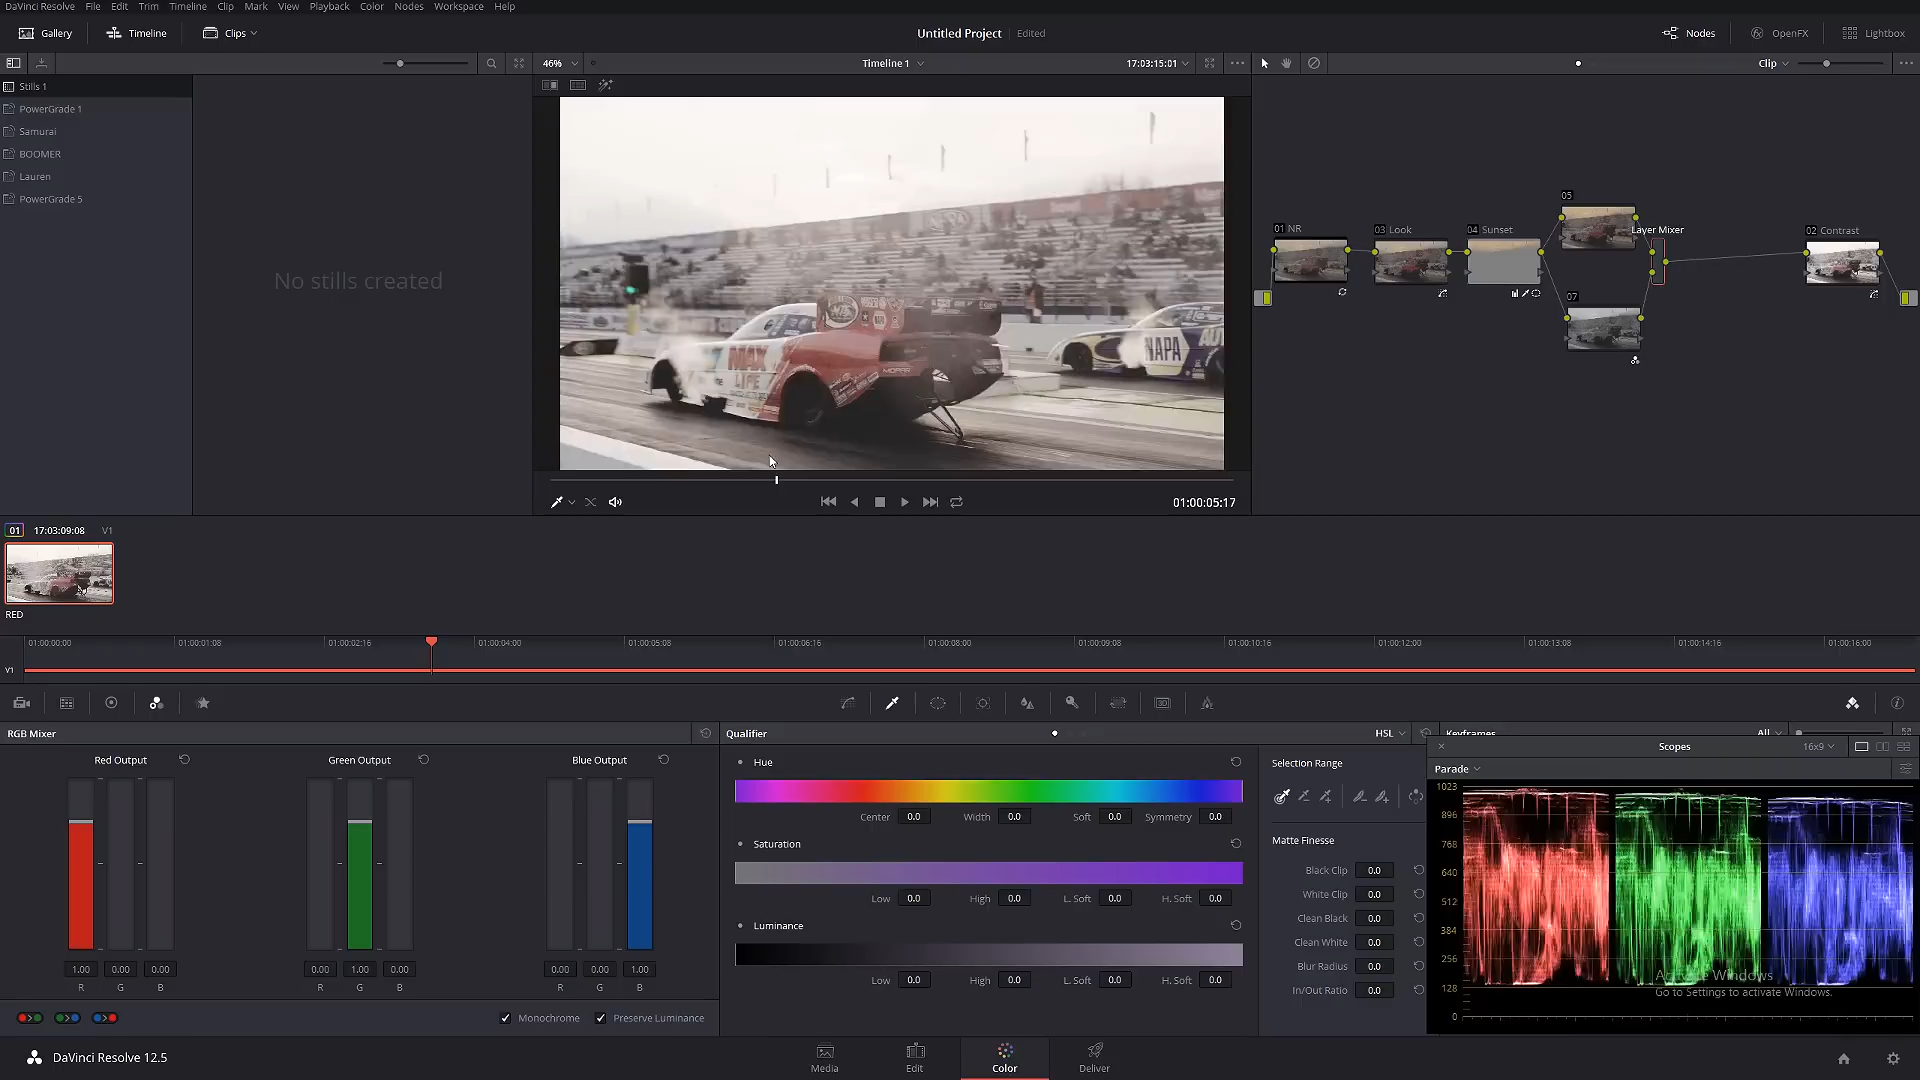 DaVinci Resolve File Edit Trim Timeline Clip Mark View Playback Color Nodes Workspace Help
Gallery Timeline Clips Untitled Project Edited Nodes OpenFX Lightbox
46% Timeline 1 17:03:15:01 Clip
Stills 1
PowerGrade 1
Samurai
BOOMER
Lauren
PowerGrade 5
No stills created
NAPA
MAX
LIFE
MOPAR
01:00:05:17
05
01 NR 03 Look 04 Sunset Layer Mixer 02 Contrast
07
01 17:03:09:08 V1
RED
01:00:00:00 01:00:01:08 01:00:02:16 01:00:04:00 01:00:05:08 01:00:06:16 01:00:08:00 01:00:09:08 01:00:10:16 01:00:12:00 01:00:13:08 01:00:14:16 01:00:16:00
V1
RGB Mixer
Red Output Green Output Blue Output
1.00 0.00 0.00 0.00 1.00 0.00 0.00 0.00 1.00
R G B R G B R G B
Monochrome Preserve Luminance
Qualifier HSL
Hue
Center 0.0 Width 0.0 Soft 0.0 Symmetry 0.0
Saturation
Low 0.0 High 0.0 L. Soft 0.0 H. Soft 0.0
Luminance
Low 0.0 High 0.0 L. Soft 0.0 H. Soft 0.0
Selection Range
Matte Finesse
Black Clip 0.0
White Clip 0.0
Clean Black 0.0
Clean White 0.0
Blur Radius 0.0
In/Out Ratio 0.0
Keyframes All
Scopes 16x9
Parade
1023
896
768
640
512
384
256
128
0
Activate Windows
Go to Settings to activate Windows.
DaVinci Resolve 12.5
Media Edit Color Deliver